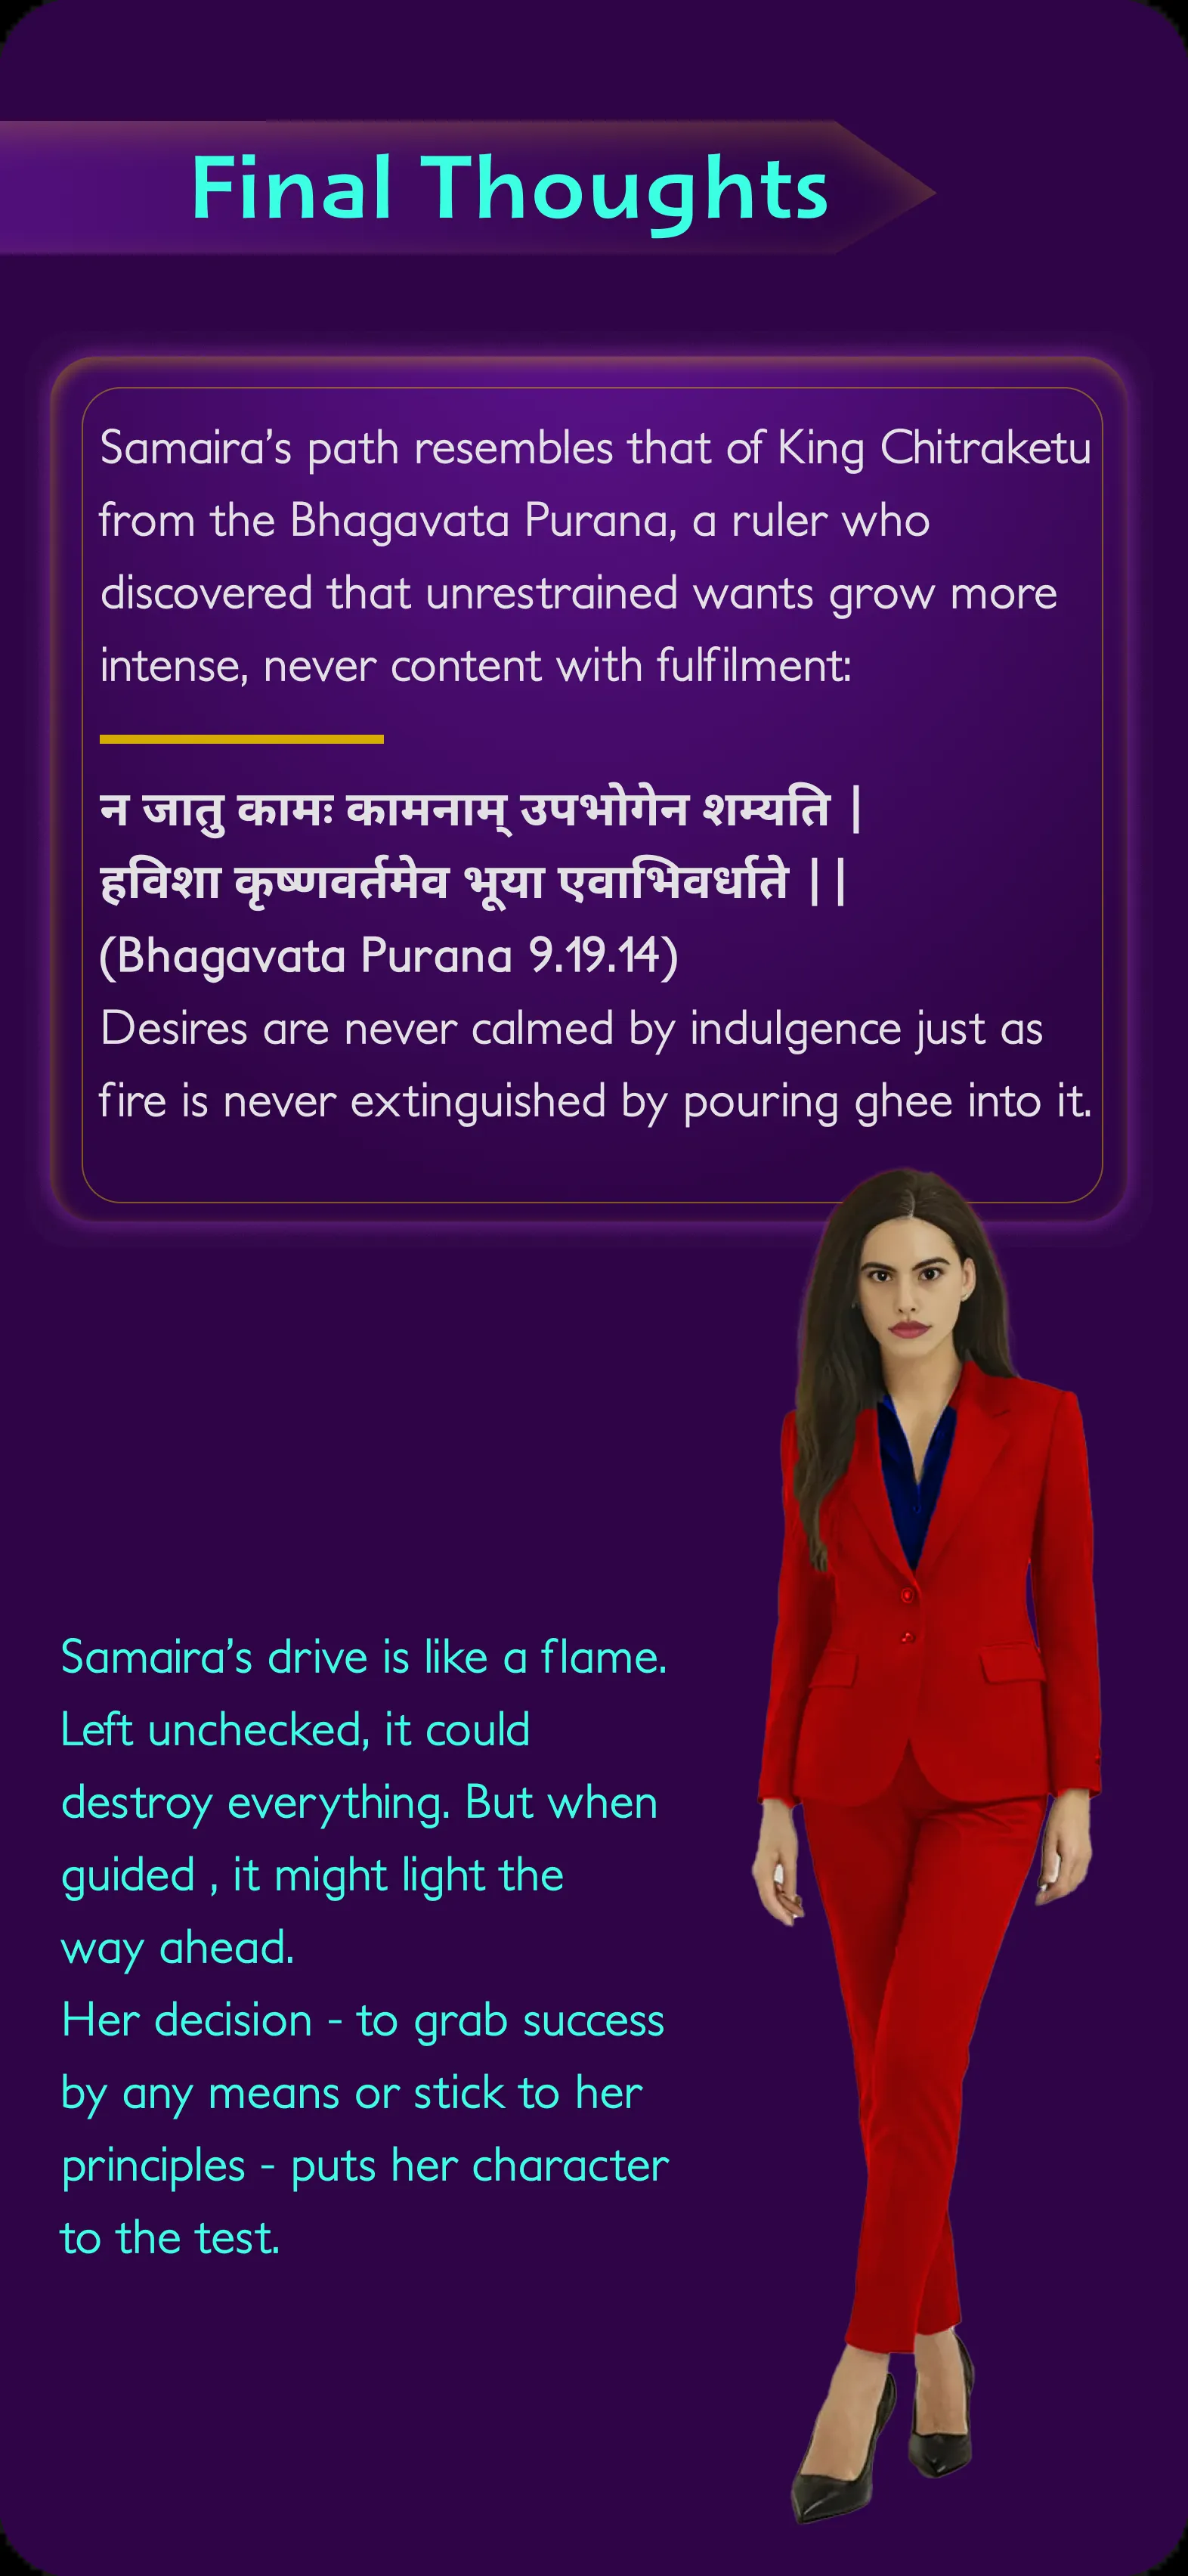 Final Thoughts
Samaira’s path resembles that of King Chitraketu
from the Bhagavata Purana, a ruler who
discovered that unrestrained wants grow more
intense, never content with fulfilment:
न जातु कामः कामनाम् उपभोगेन शम्यति |
हविशा कृष्णवर्तमेव भूया एवाभिवर्धाते ||
(Bhagavata Purana 9.19.14)
Desires are never calmed by indulgence just as
fire is never extinguished by pouring ghee into it.
Samaira’s drive is like a flame.
Left unchecked, it could
destroy everything. But when
guided , it might light the
way ahead.
Her decision - to grab success
by any means or stick to her
principles - puts her character
to the test.